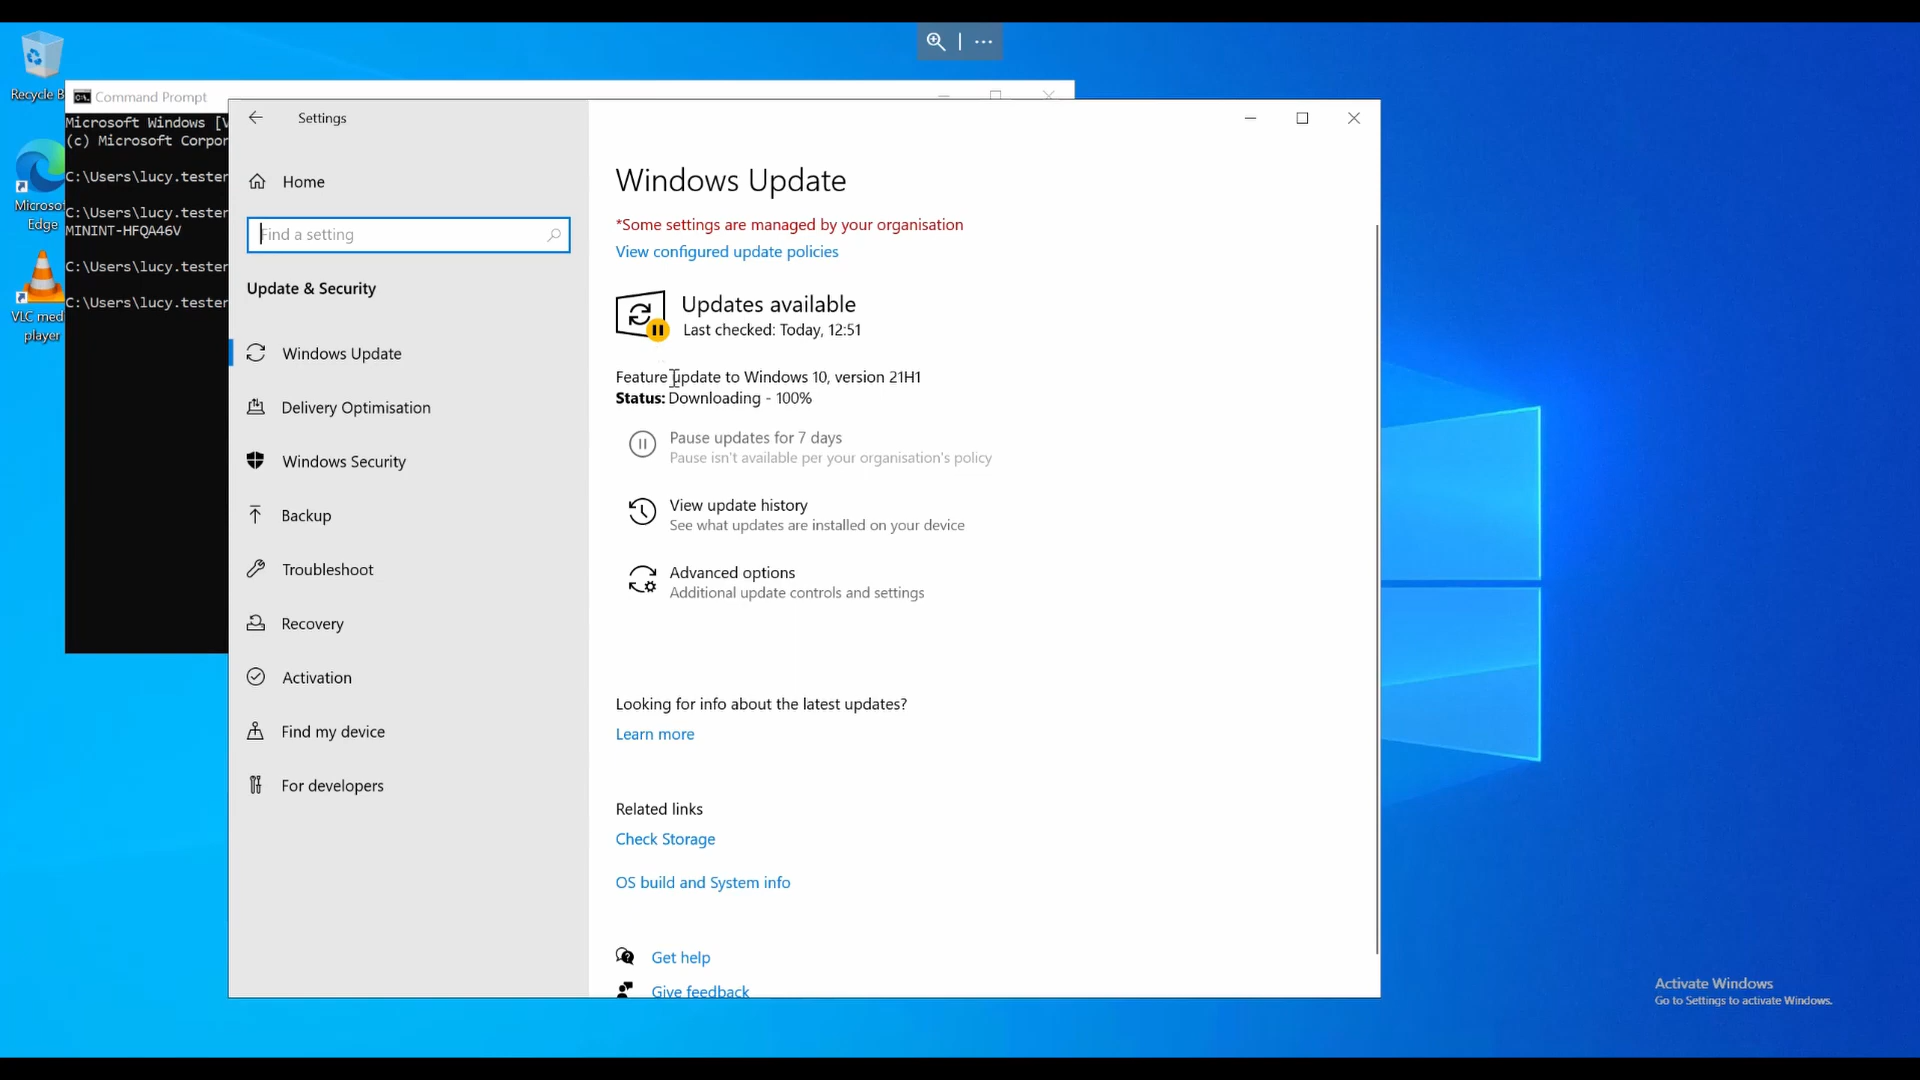 Recycle B
Command Prompt
Microsoft Windows [V
(c) Microsoft Corpor
C:\Users\lucy.tester
C:\Users\lucy.tester
MININT-HFQA46V
C:\Users\lucy.tester
C:\Users\lucy.tester
Microsof
Edge
VLC med
player
Settings
Home
Find a setting
Update & Security
Windows Update
Delivery Optimisation
Windows Security
Backup
Troubleshoot
Recovery
Activation
Find my device
For developers
Windows Update
*Some settings are managed by your organisation
View configured update policies
Updates available
Last checked: Today, 12:51
Feature update to Windows 10, version 21H1
Status: Downloading - 100%
Pause updates for 7 days
Pause isn't available per your organisation's policy
View update history
See what updates are installed on your device
Advanced options
Additional update controls and settings
Looking for info about the latest updates?
Learn more
Related links
Check Storage
OS build and System info
Get help
Give feedback
Activate Windows
Go to Settings to activate Windows.